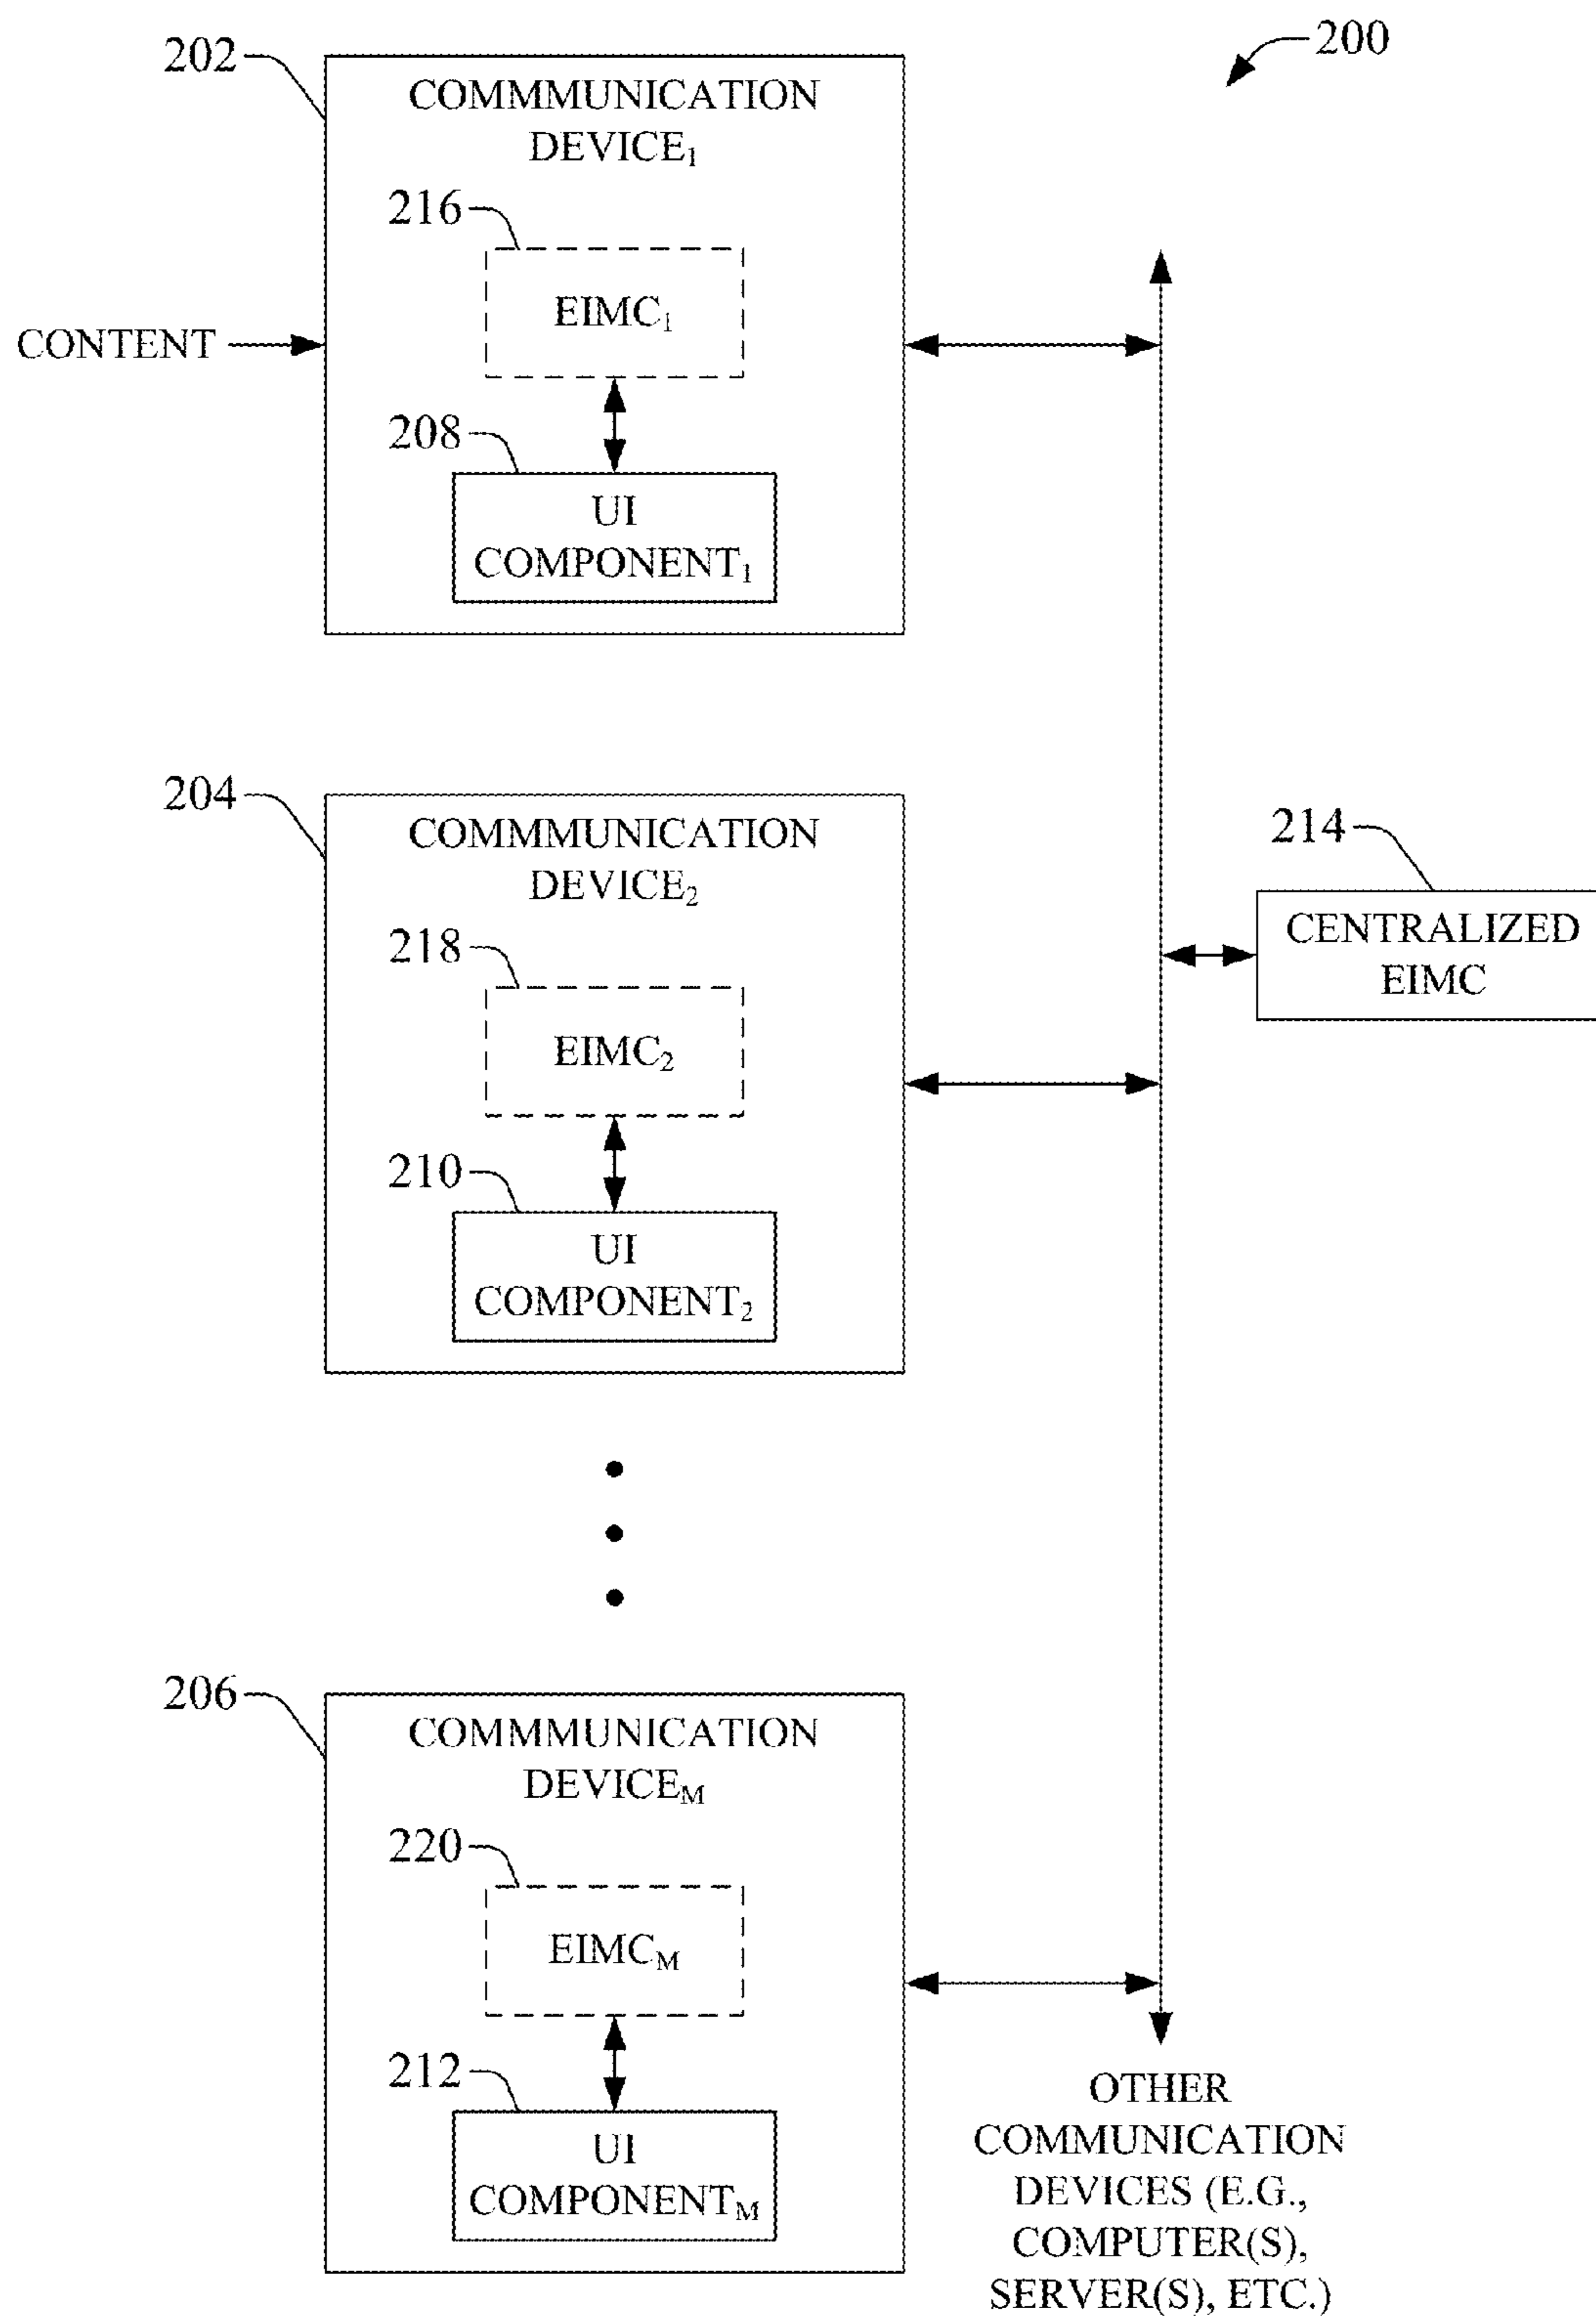 200
202
COMMMUNICATION
DEVICE₁
216
EIMC₁
CONTENT
208
UI
COMPONENT₁
204
COMMMUNICATION
DEVICE₂
214
CENTRALIZED
EIMC
218
EIMC₂
210
UI
COMPONENT₂
206
COMMMUNICATION
DEVICEM
220
EIMCM
212
UI
COMPONENTM
OTHER
COMMUNICATION
DEVICES (E.G.,
COMPUTER(S),
SERVER(S), ETC.)